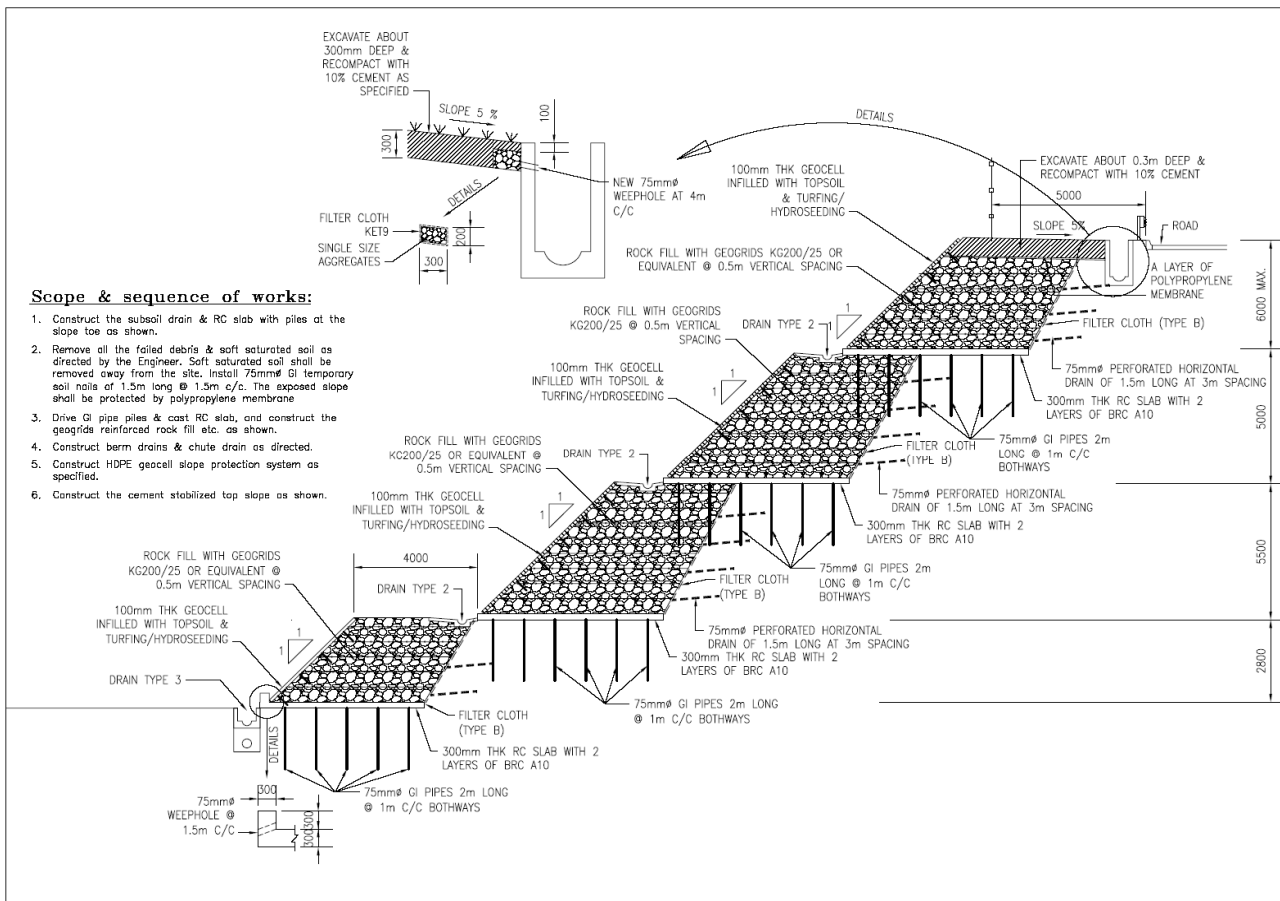 EXCAVATE ABOUT
300mm DEEP &
RECOMPACT WITH
10% CEMENT AS
SPECIFIED
SLOPE 5 %
100
300
DETAILS
NEW 75mmø
WEEPHOLE AT 4m
C/C
FILTER CLOTH
KET9
SINGLE SIZE
AGGREGATES
200
300
DETAILS
100mm THK GEOCELL
INFILLED WITH TOPSOIL
& TURFING/
HYDROSEEDING
EXCAVATE ABOUT 0.3m DEEP &
RECOMPACT WITH 10% CEMENT
5000
SLOPE 5%
ROAD
ROCK FILL WITH GEOGRIDS KG200/25 OR
EQUIVALENT @ 0.5m VERTICAL SPACING
A LAYER OF
POLYPROPYLENE
MEMBRANE
6000 MAX.
Scope & sequence of works:
1. Construct the subsoil drain & RC slab with piles at the
slope toe as shown.
2. Remove all the failed debris & soft saturated soil as
directed by the Engineer. Soft saturated soil shall be
removed away from the site. Install 75mmø GI temporary
soil nails of 1.5m long @ 1.5m c/c. The exposed slope
shall be protected by polypropylene membrane
3. Drive GI pipe piles & cast RC slab, and construct the
geogrids reinforced rock fill etc. as shown.
4. Construct berm drains & chute drain as directed.
5. Construct HDPE geocell slope protection system as
specified.
6. Construct the cement stabilized top slope as shown.
ROCK FILL WITH GEOGRIDS
KG200/25 @ 0.5m VERTICAL
SPACING
DRAIN TYPE 2
1
1
FILTER CLOTH (TYPE B)
75mmø PERFORATED HORIZONTAL
DRAIN OF 1.5m LONG AT 3m SPACING
300mm THK RC SLAB WITH 2
LAYERS OF BRC A10
100mm THK GEOCELL
INFILLED WITH TOPSOIL &
TURFING/HYDROSEEDING
1
1
75mmø GI PIPES 2m
LONG @ 1m C/C
BOTHWAYS
5000
ROCK FILL WITH GEOGRIDS
KG200/25 OR EQUIVALENT @
0.5m VERTICAL SPACING
DRAIN TYPE 2
FILTER CLOTH
(TYPE B)
75mmø PERFORATED HORIZONTAL
DRAIN OF 1.5m LONG AT 3m SPACING
300mm THK RC SLAB WITH 2
LAYERS OF BRC A10
100mm THK GEOCELL
INFILLED WITH TOPSOIL &
TURFING/HYDROSEEDING
1
1
75mmø GI PIPES 2m
LONG @ 1m C/C
BOTHWAYS
5500
ROCK FILL WITH GEOGRIDS
KG200/25 OR EQUIVALENT @
0.5m VERTICAL SPACING
4000
DRAIN TYPE 2
FILTER CLOTH
(TYPE B)
75mmø PERFORATED HORIZONTAL
DRAIN OF 1.5m LONG AT 3m SPACING
300mm THK RC SLAB WITH 2
LAYERS OF BRC A10
100mm THK GEOCELL
INFILLED WITH TOPSOIL &
TURFING/HYDROSEEDING
1
1
75mmø GI PIPES 2m LONG
@ 1m C/C BOTHWAYS
2800
DRAIN TYPE 3
FILTER CLOTH
(TYPE B)
300mm THK RC SLAB WITH 2
LAYERS OF BRC A10
DETAILS
75mmø GI PIPES 2m LONG
@ 1m C/C BOTHWAYS
300
75mmø
WEEPHOLE @
1.5m C/C
300
300